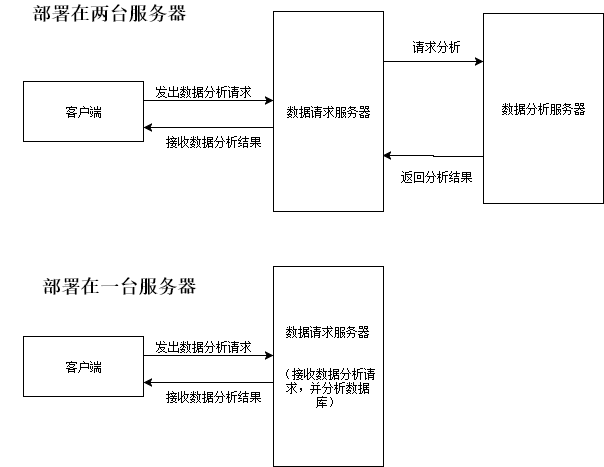 部署在两台服务器
请求分析
发出数据分析请求
客户端
数据请求服务器
数据分析服务器
接收数据分析结果
返回分析结果
部署在一台服务器
数据请求服务器
发出数据分析请求
客户端
（接收数据分析请
求，并分析数据
库）
接收数据分析结果